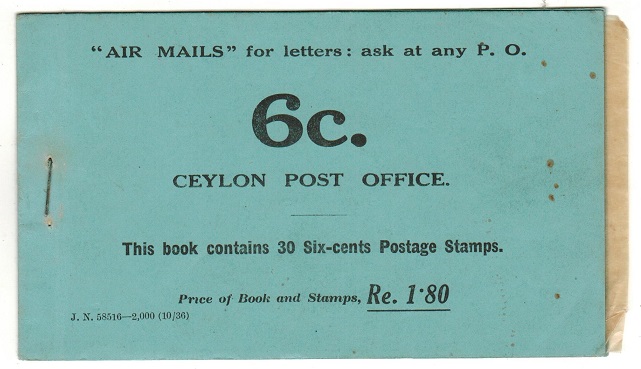 "AIR MAILS" for letters: ask at any P. O.
6c.
CEYLON POST OFFICE.
This book contains 30 Six-cents Postage Stamps.
Price of Book and Stamps, Re. 1·80
J. N. 58516—2,000 (10/36)